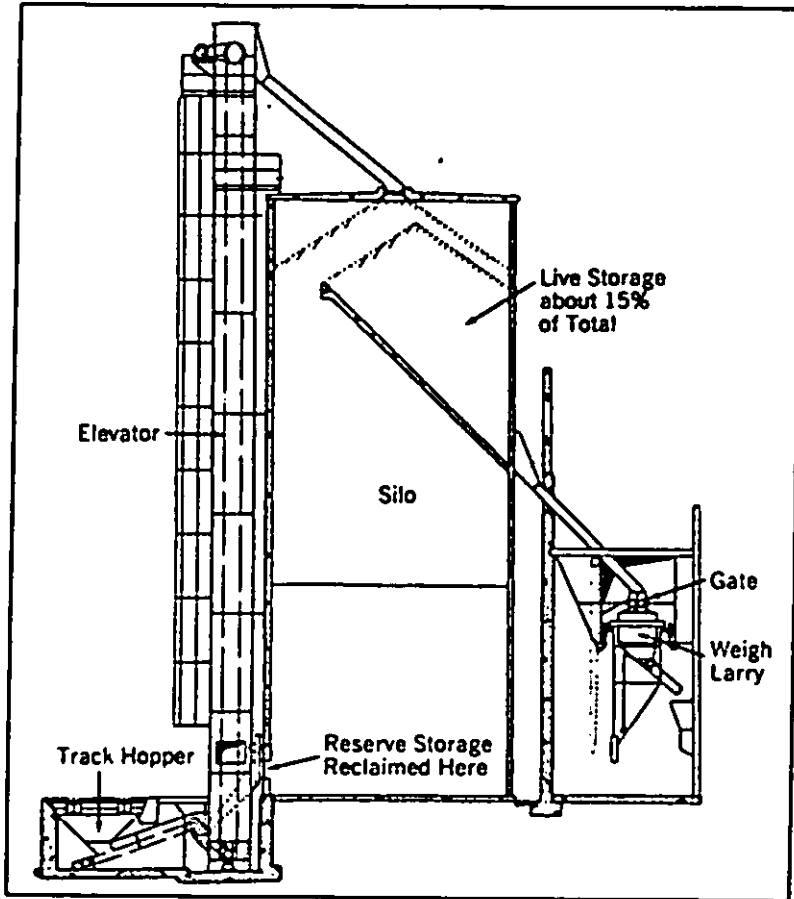 Live Storage
about 15%
of Total
Elevator
Silo
Gate
Weigh
Larry
Track Hopper
Reserve Storage
Reclaimed Here